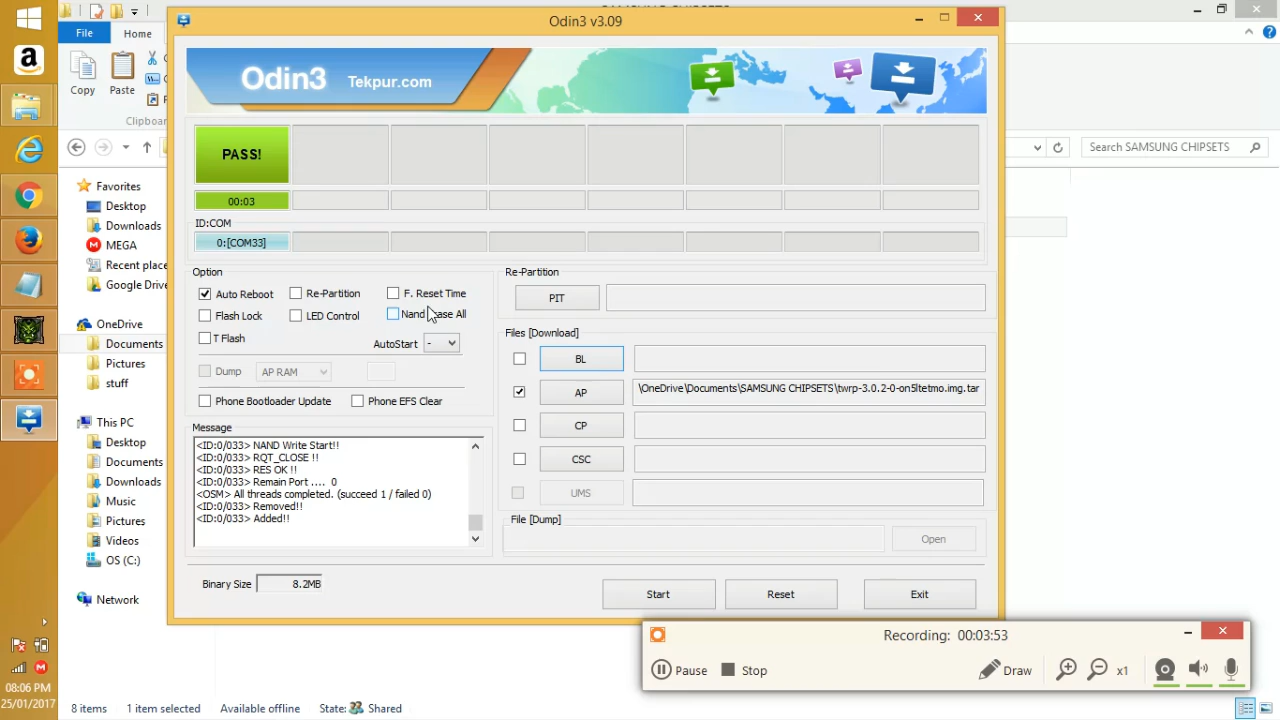 Odin3 v3.09
File
Home
Copy
Paste
Clipboard
Search SAMSUNG CHIPSETS
Favorites
Desktop
Downloads
MEGA
Recent place
Google Drive
OneDrive
Documents
Pictures
stuff
This PC
Desktop
Documents
Downloads
Music
Pictures
Videos
OS (C:)
Network
8 items
1 item selected
Available offline
State:
Shared
08:06 PM
25/01/2017
Odin3
Tekpur.com
PASS!
00:03
ID:COM
0:[COM33]
Option
Auto Reboot
Re-Partition
F. Reset Time
Flash Lock
LED Control
Nand
ase All
T Flash
AutoStart
-
Dump
AP RAM
Phone Bootloader Update
Phone EFS Clear
Message
<ID:0/033> NAND Write Start!!
<ID:0/033> RQT_CLOSE !!
<ID:0/033> RES OK !!
<ID:0/033> Remain Port .... 0
<OSM> All threads completed. (succeed 1 / failed 0)
<ID:0/033> Removed!!
<ID:0/033> Added!!
Binary Size
8.2MB
Re-Partition
PIT
Files [Download]
BL
AP
\OneDrive\Documents\SAMSUNG CHIPSETS\twrp-3.0.2-0-on5ltetmo.img.tar
CP
CSC
UMS
File [Dump]
Open
Start
Reset
Exit
Recording: 00:03:53
Pause
Stop
Draw
x1